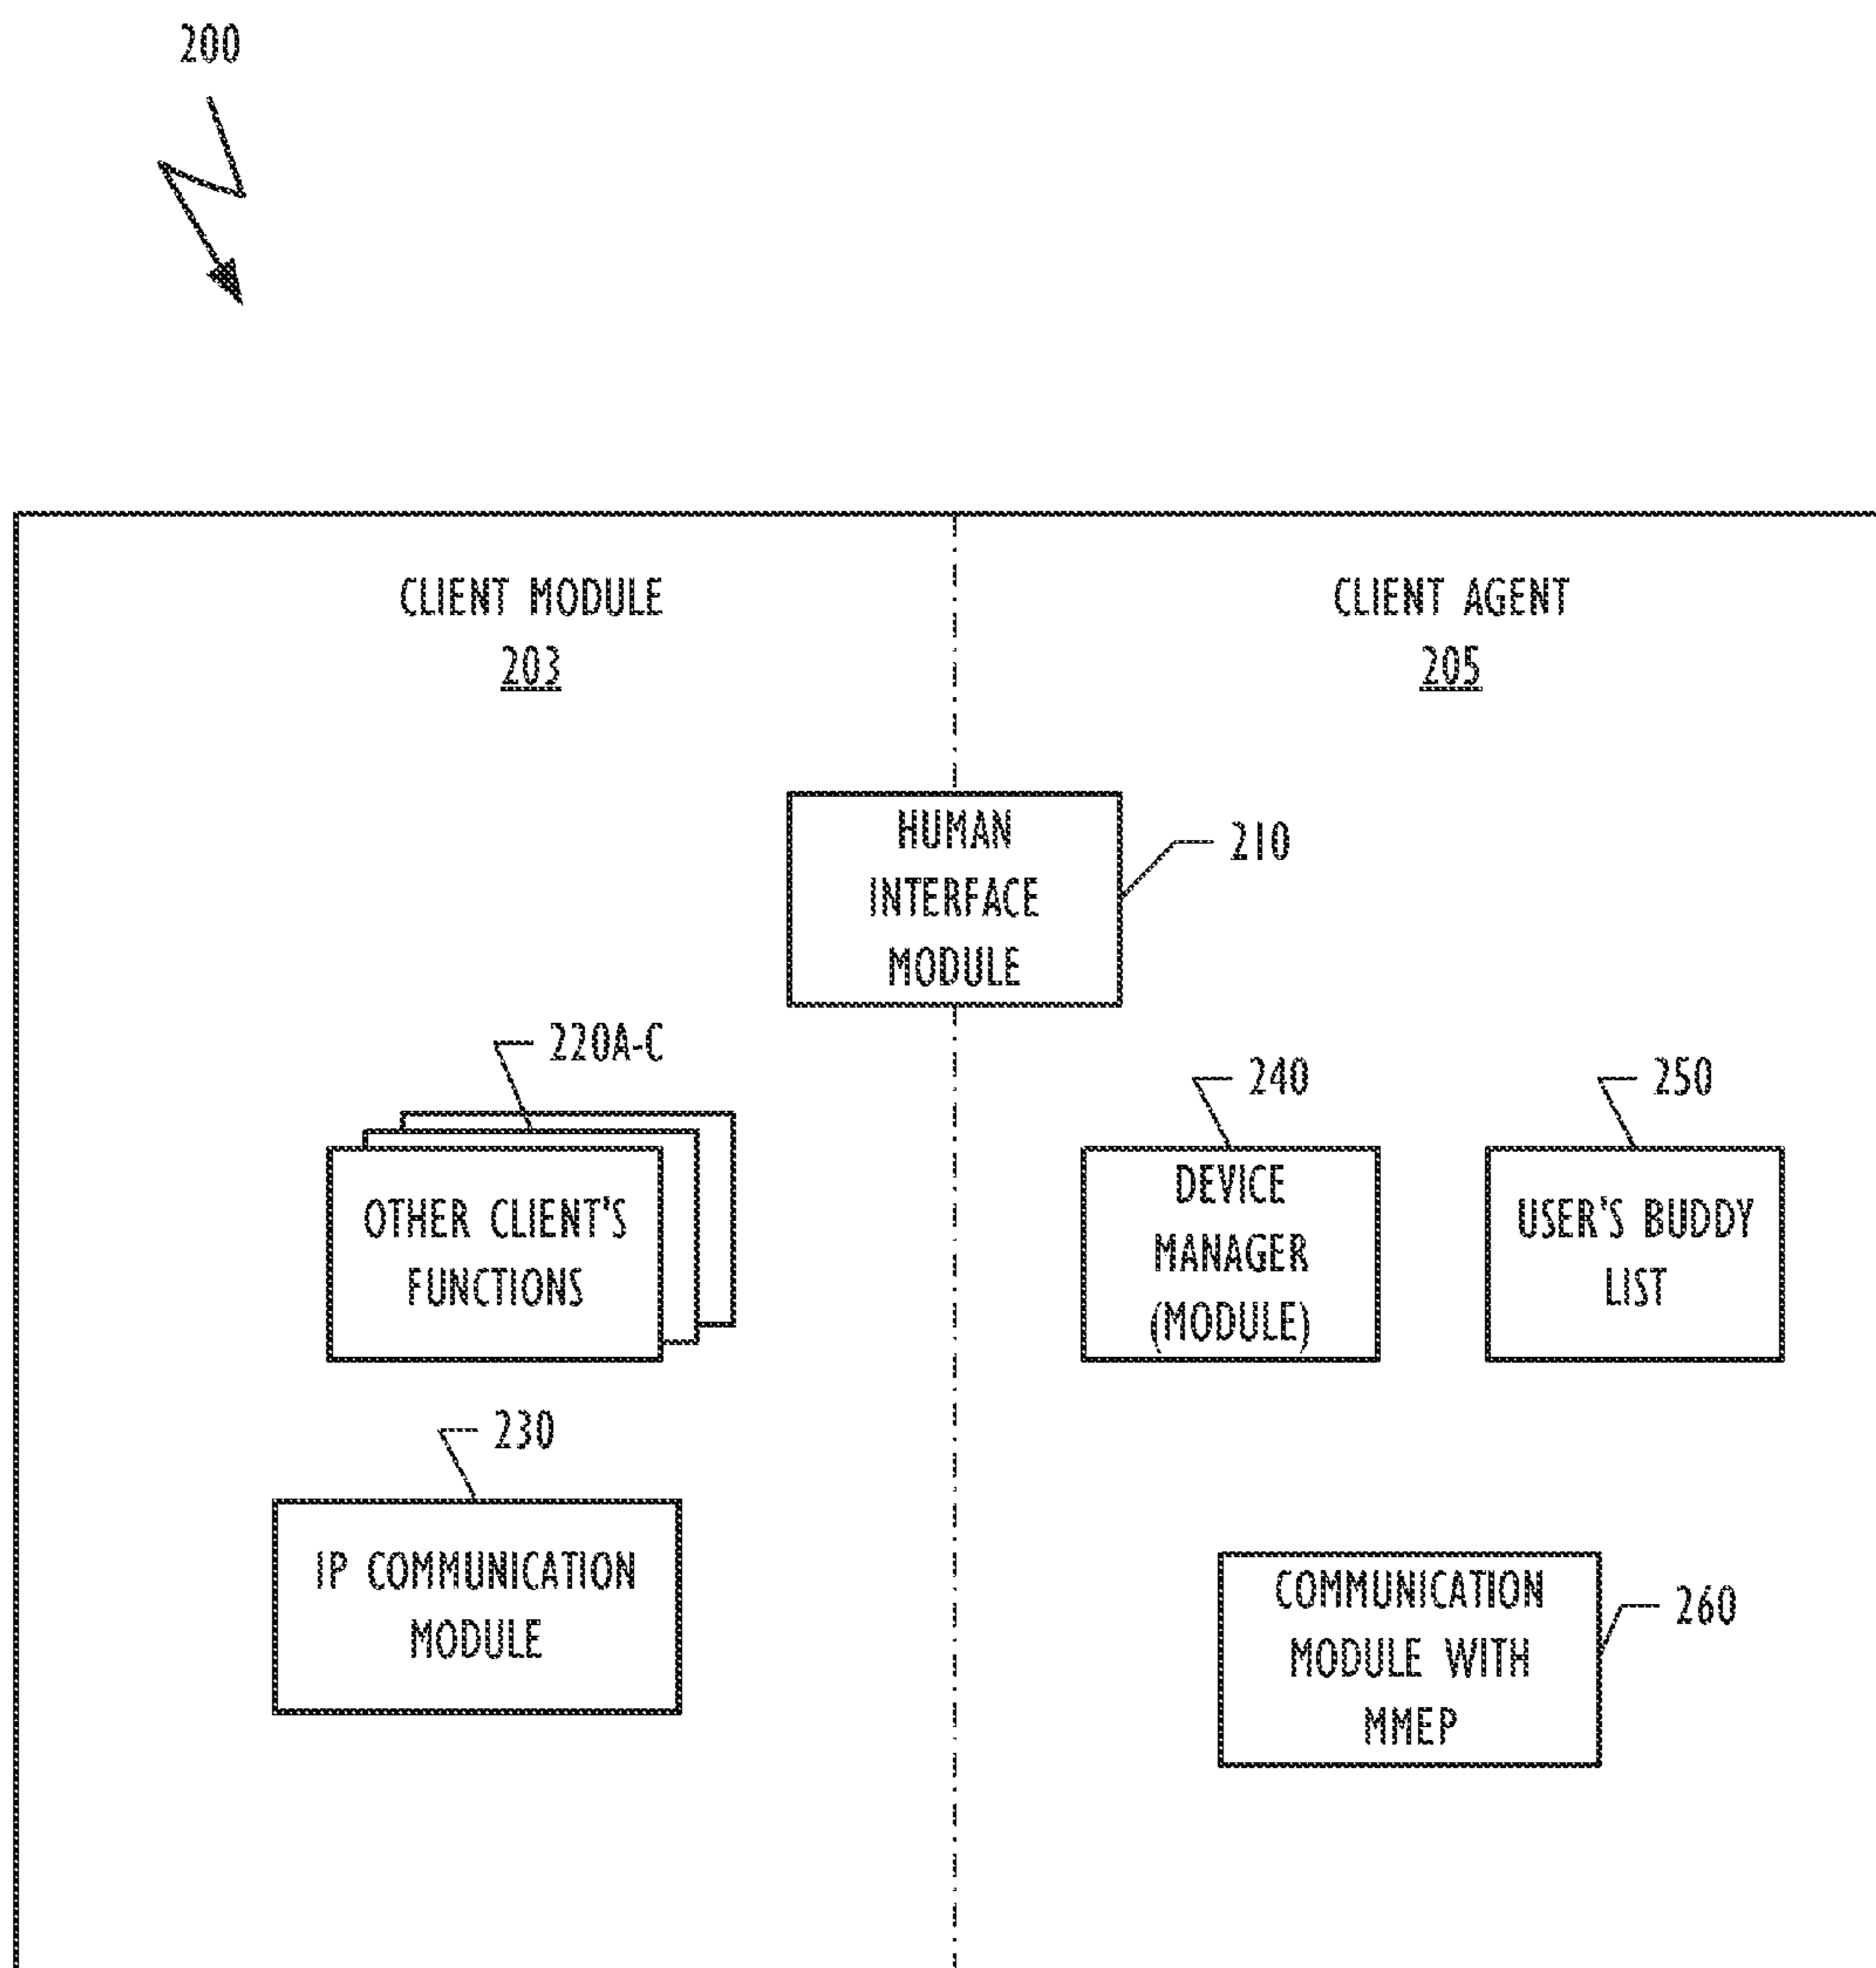 200
CLIENT MODULE
203
CLIENT AGENT
205
HUMAN
INTERFACE
MODULE
210
220A-C
OTHER CLIENT'S
FUNCTIONS
240
DEVICE
MANAGER
(MODULE)
250
USER'S BUDDY
LIST
230
IP COMMUNICATION
MODULE
COMMUNICATION
MODULE WITH
MMEP
260